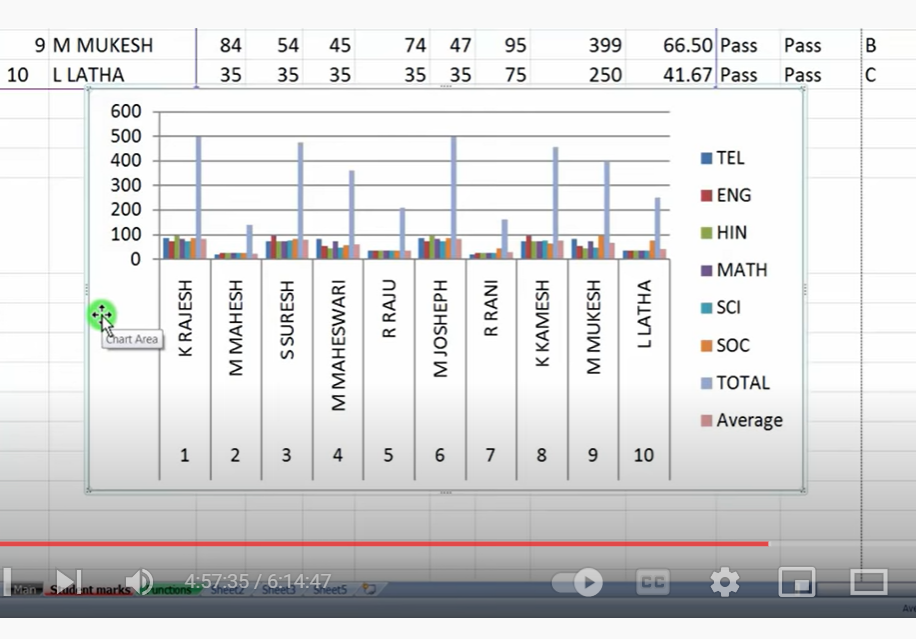 9 M MUKESH 84 54 45 74 47 95 399 66.50 Pass Pass B
10 L LATHA 35 35 35 35 35 75 250 41.67 Pass Pass C
600
500
400
300
200
100
0
TEL
ENG
HIN
MATH
SCI
SOC
TOTAL
Average
Chart Area
K RAJESH
M MAHESH
S SURESH
M MAHESWARI
R RAJU
M JOSHEPH
R RANI
K KAMESH
M MUKESH
L LATHA
1 2 3 4 5 6 7 8 9 10
4:57:35 / 6:14:47
CC
Student marks Sheet2 Sheet3 Sheet5